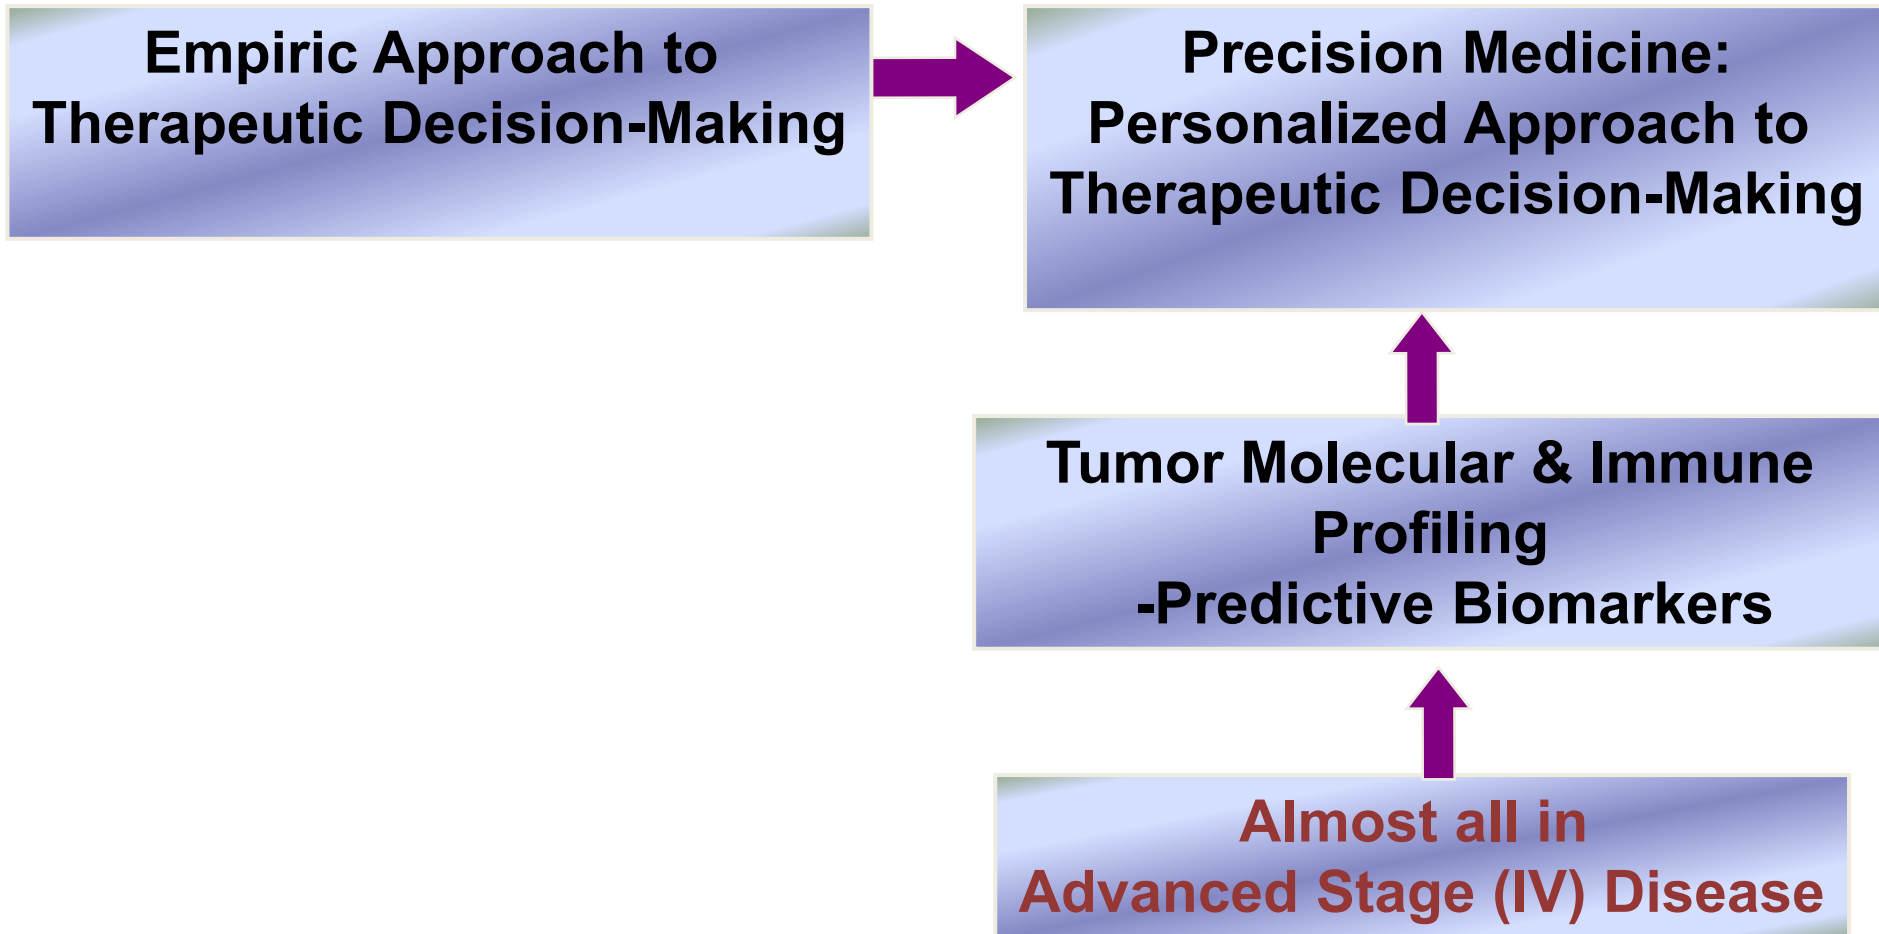 Empiric Approach to
Therapeutic Decision-Making
Precision Medicine:
Personalized Approach to
Therapeutic Decision-Making
Tumor Molecular & Immune
Profiling
-Predictive Biomarkers
Almost all in
Advanced Stage (IV) Disease